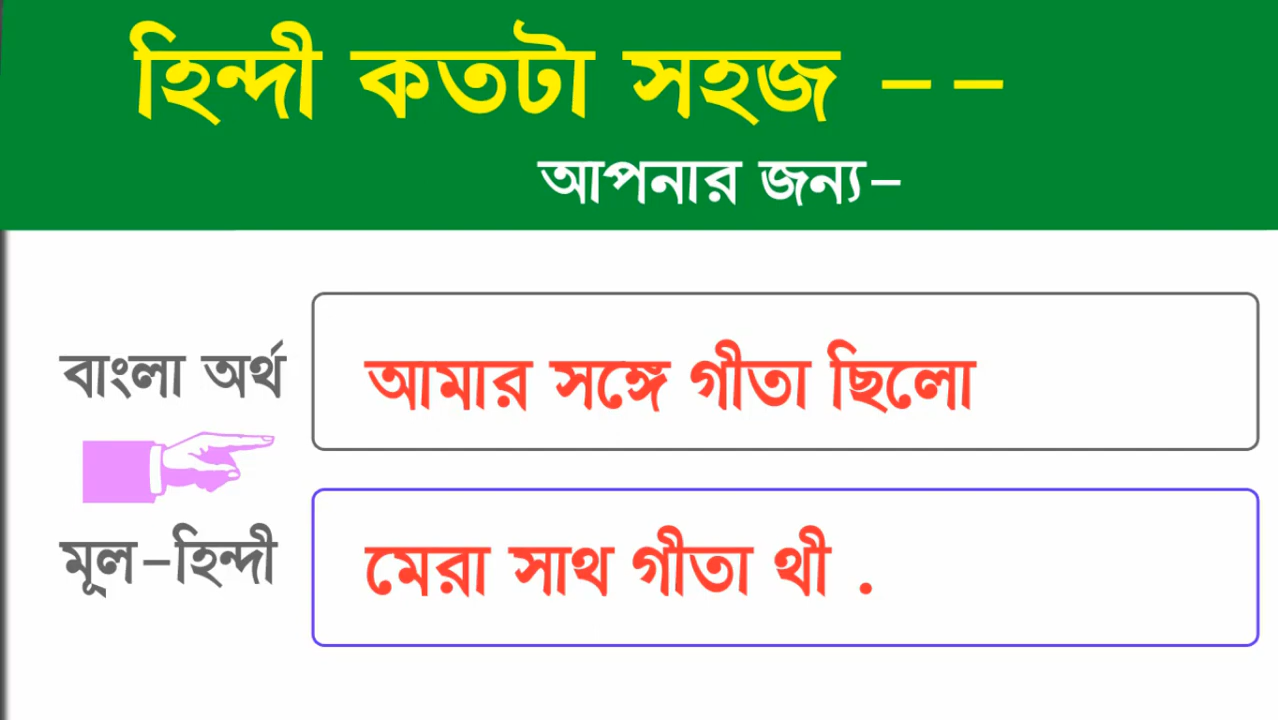 হিন্দী কতটা সহজ --
আপনার জন্য-
বাংলা অর্থ
আমার সঙ্গে গীতা ছিলো
মূল-হিন্দী
মেরা সাথ গীতা থী .